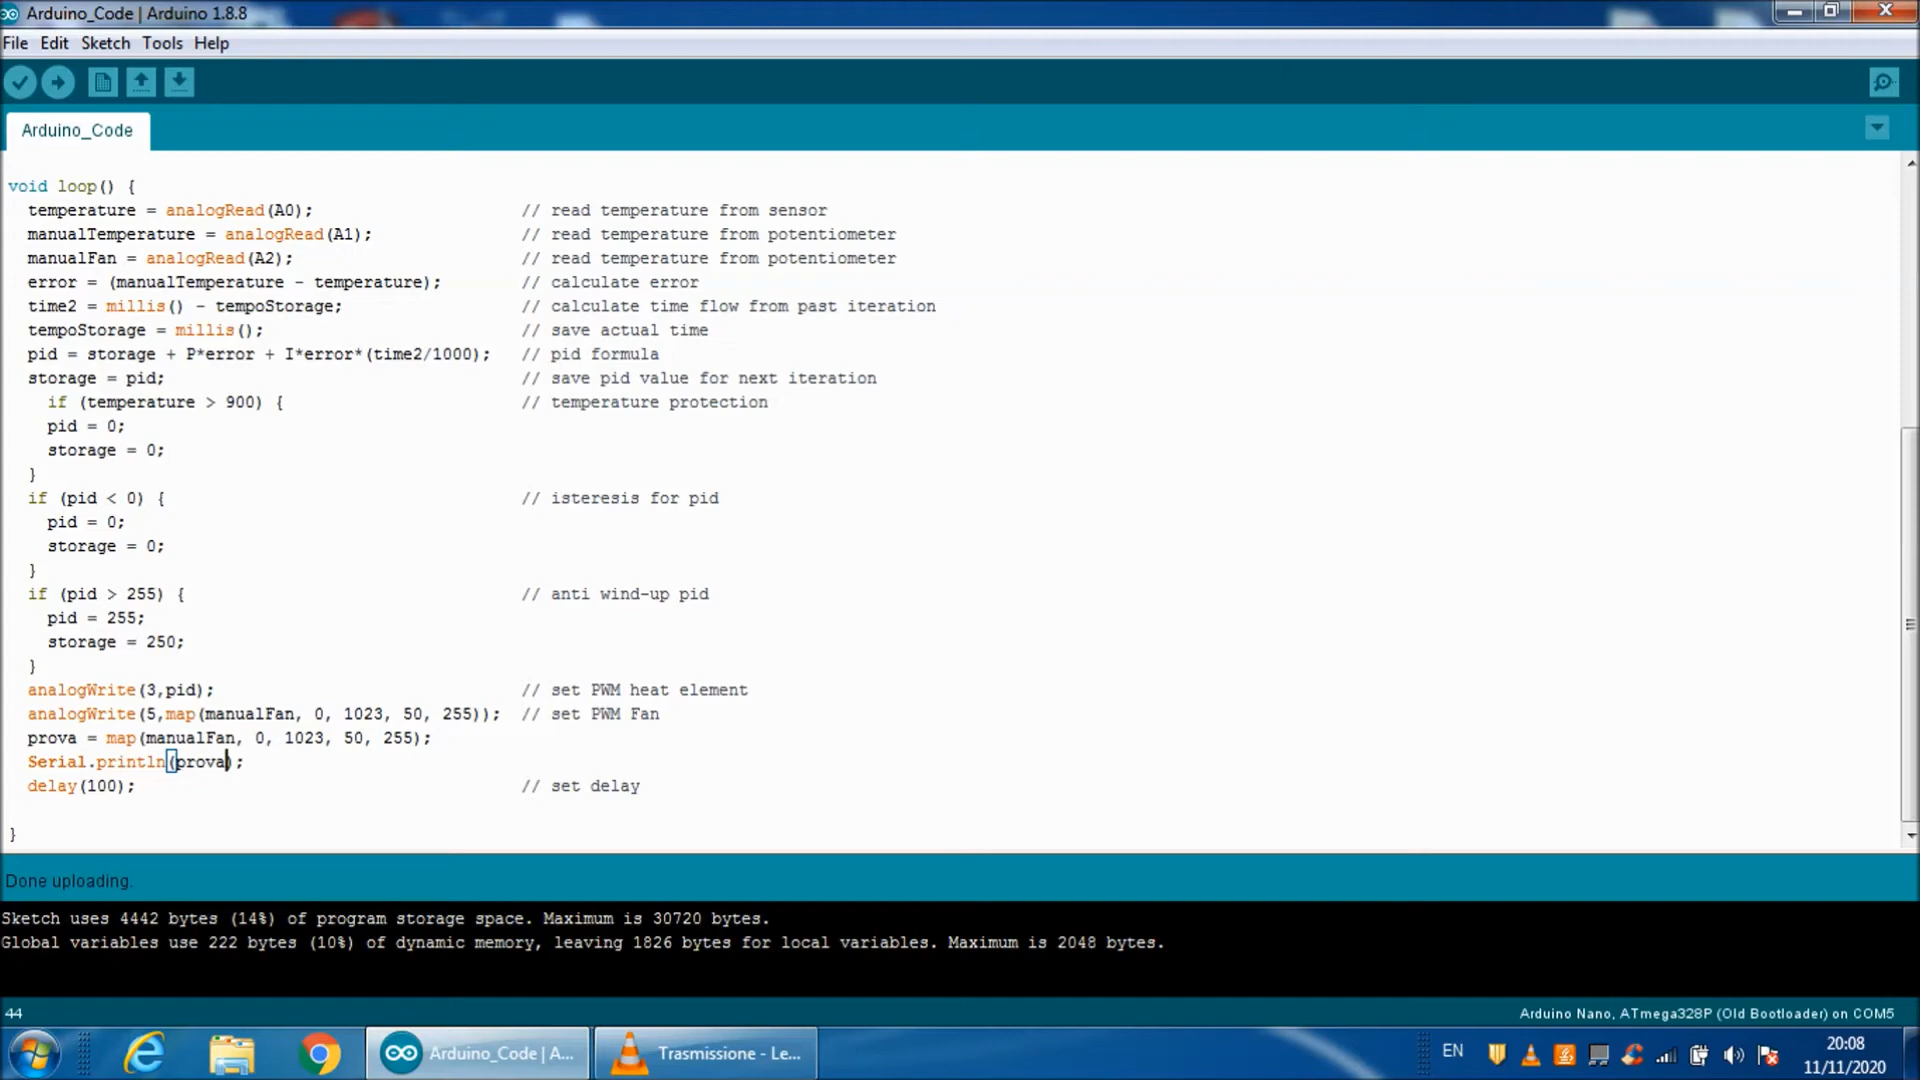 Arduino_Code | Arduino 1.8.8
File Edit Sketch Tools Help
Arduino_Code
void loop() {
temperature = analogRead(A0); // read temperature from sensor
manualTemperature = analogRead(A1); // read temperature from potentiometer
manualFan = analogRead(A2); // read temperature from potentiometer
error = (manualTemperature - temperature); // calculate error
time2 = millis() - tempoStorage; // calculate time flow from past iteration
tempoStorage = millis(); // save actual time
pid = storage + P*error + I*error*(time2/1000); // pid formula
storage = pid; // save pid value for next iteration
if (temperature > 900) { // temperature protection
pid = 0;
storage = 0;
}
if (pid < 0) { // isteresis for pid
pid = 0;
storage = 0;
}
if (pid > 255) { // anti wind-up pid
pid = 255;
storage = 250;
}
analogWrite(3,pid); // set PWM heat element
analogWrite(5,map(manualFan, 0, 1023, 50, 255)); // set PWM Fan
prova = map(manualFan, 0, 1023, 50, 255);
Serial.println(prova);
delay(100); // set delay
}
Done uploading.
Sketch uses 4442 bytes (14%) of program storage space. Maximum is 30720 bytes.
Global variables use 222 bytes (10%) of dynamic memory, leaving 1826 bytes for local variables. Maximum is 2048 bytes.
44 Arduino Nano, ATmega328P (Old Bootloader) on COM5
Arduino_Code | A... Trasmissione - Le... EN 20:08
11/11/2020